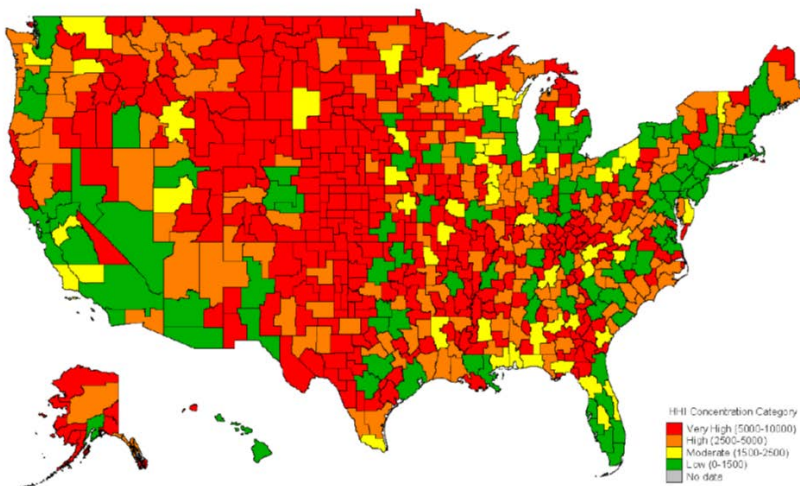 HHI Concentration Category
Very High (5000-10000)
High (2500-5000)
Moderate (1500-2500)
Low (0-1500)
No data